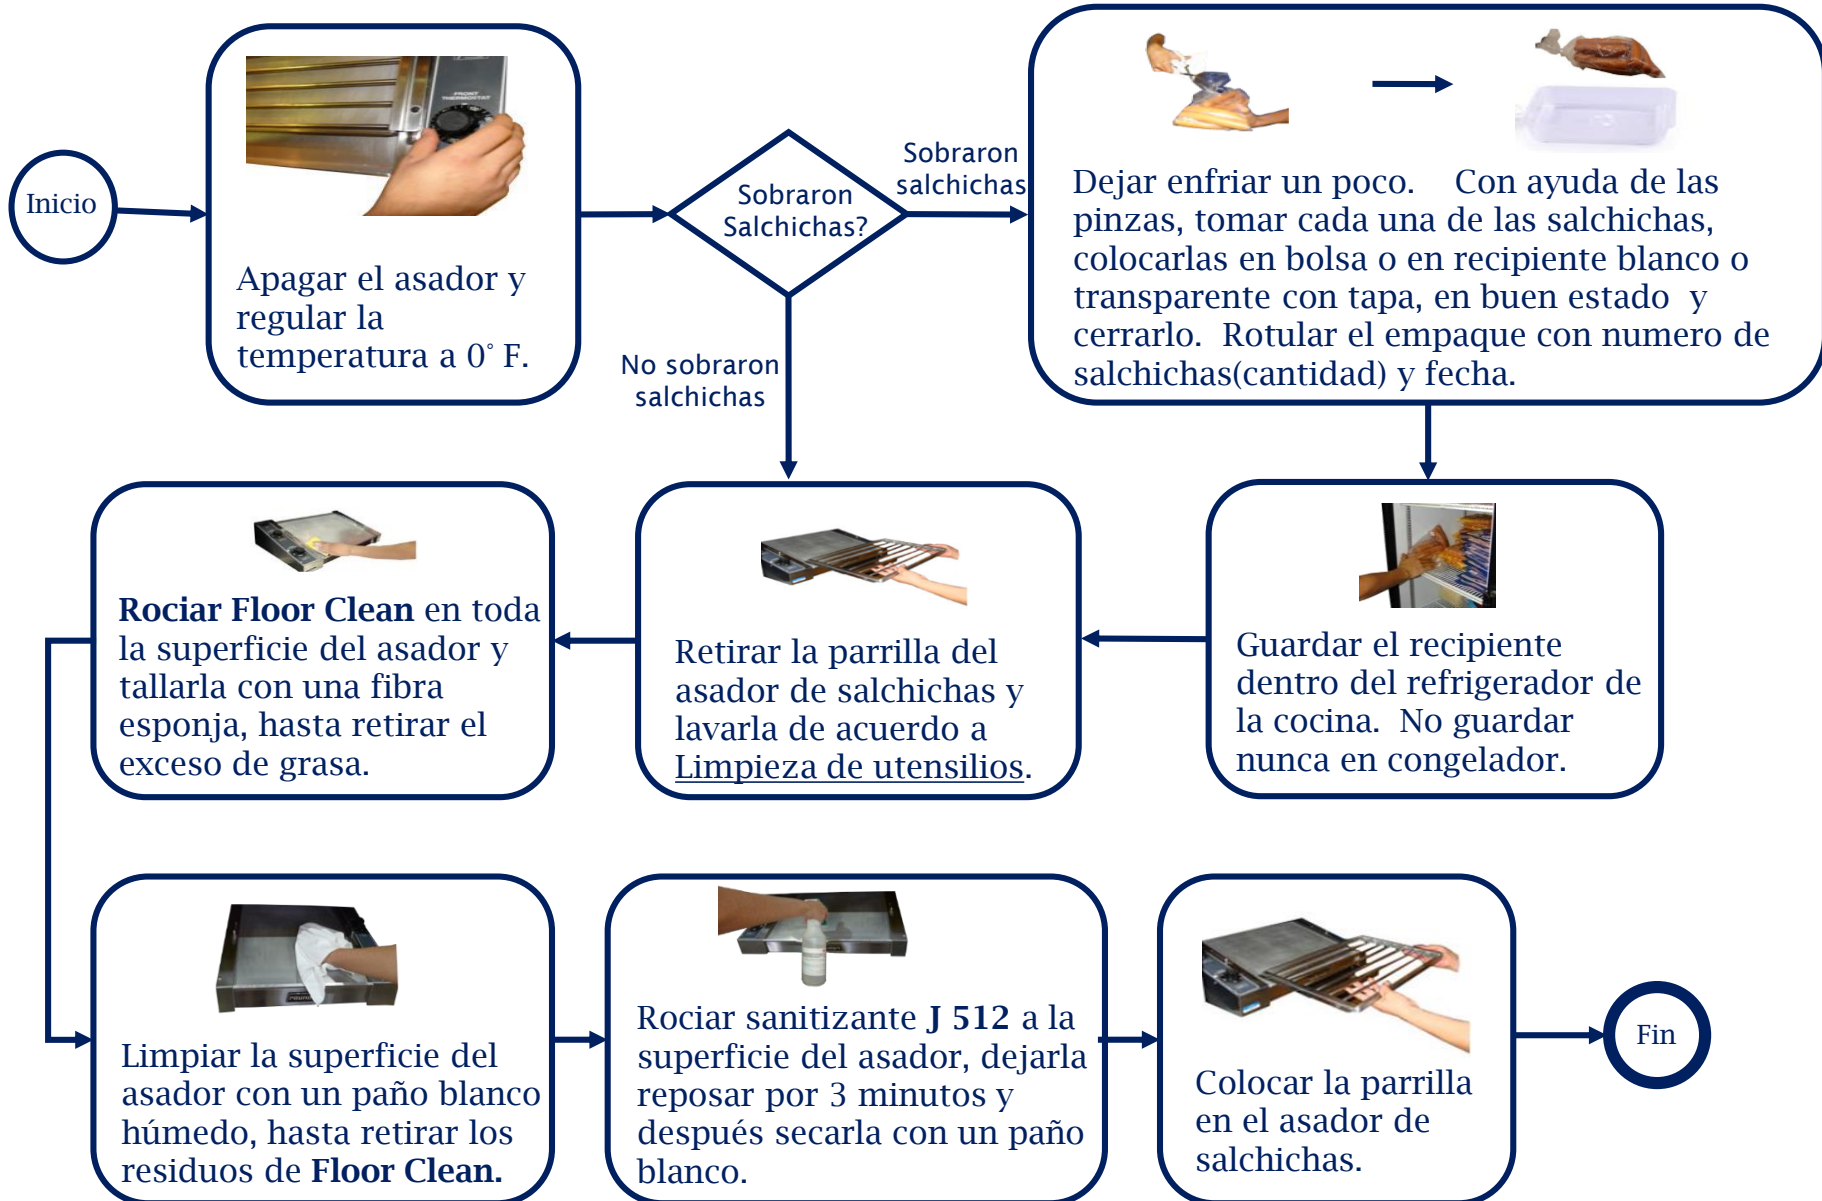 Inicio
FRONT
THERMOSTAT
Apagar el asador y
regular la
temperatura a 0° F.
Sobraron
Salchichas?
Sobraron
salchichas
No sobraron
salchichas
Dejar enfriar un poco.   Con ayuda de las
pinzas, tomar cada una de las salchichas,
colocarlas en bolsa o en recipiente blanco o
transparente con tapa, en buen estado  y
cerrarlo.  Rotular el empaque con numero de
salchichas(cantidad) y fecha.
Guardar el recipiente
dentro del refrigerador de
la cocina.  No guardar
nunca en congelador.
Retirar la parrilla del
asador de salchichas y
lavarla de acuerdo a
Limpieza de utensilios.
Rociar Floor Clean en toda
la superficie del asador y
tallarla con una fibra
esponja, hasta retirar el
exceso de grasa.
Limpiar la superficie del
asador con un paño blanco
húmedo, hasta retirar los
residuos de Floor Clean.
Rociar sanitizante J 512 a la
superficie del asador, dejarla
reposar por 3 minutos y
después secarla con un paño
blanco.
Colocar la parrilla
en el asador de
salchichas.
Fin